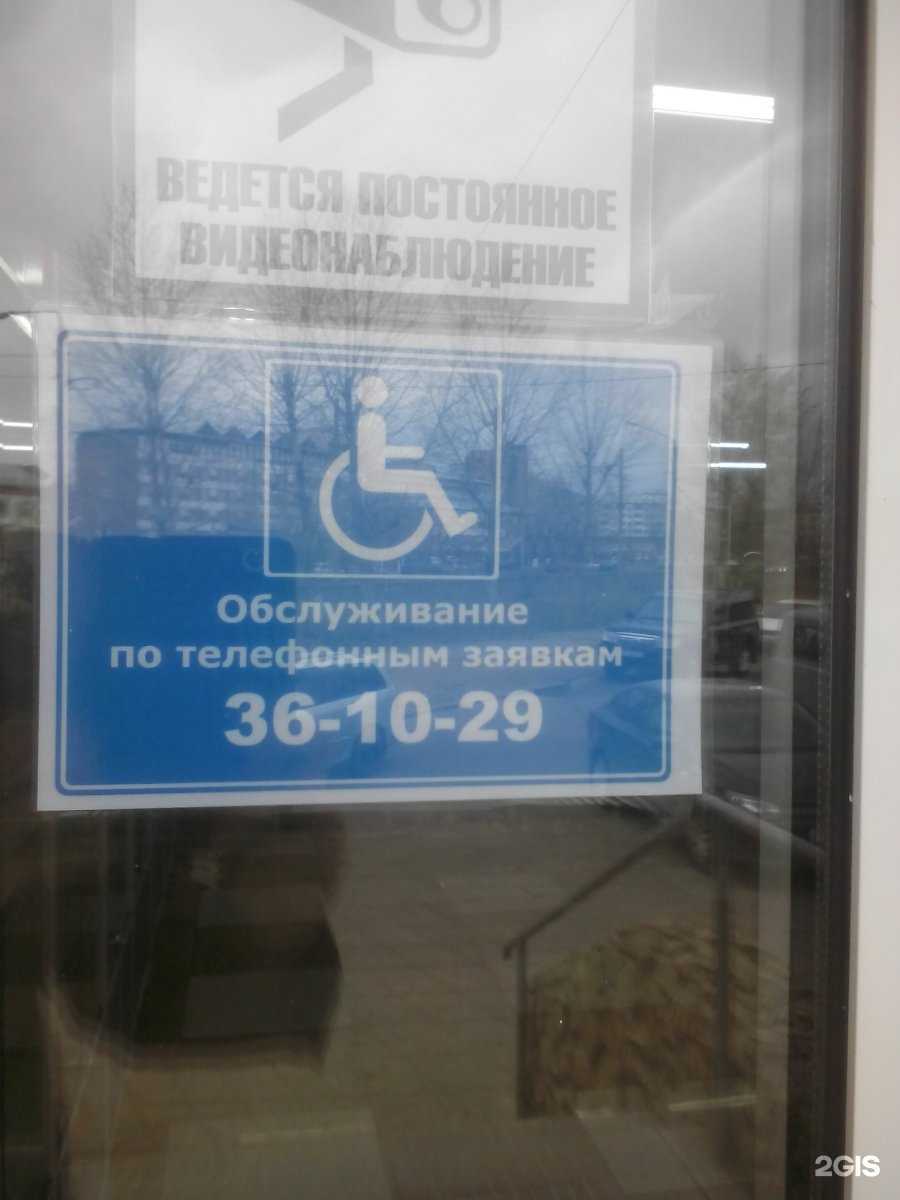 ВЕДЕТСЯ ПОСТОЯННОЕ
ВИДЕОНАБЛЮДЕНИЕ
Обслуживание
по телефонным заявкам
36-10-29
2GIS